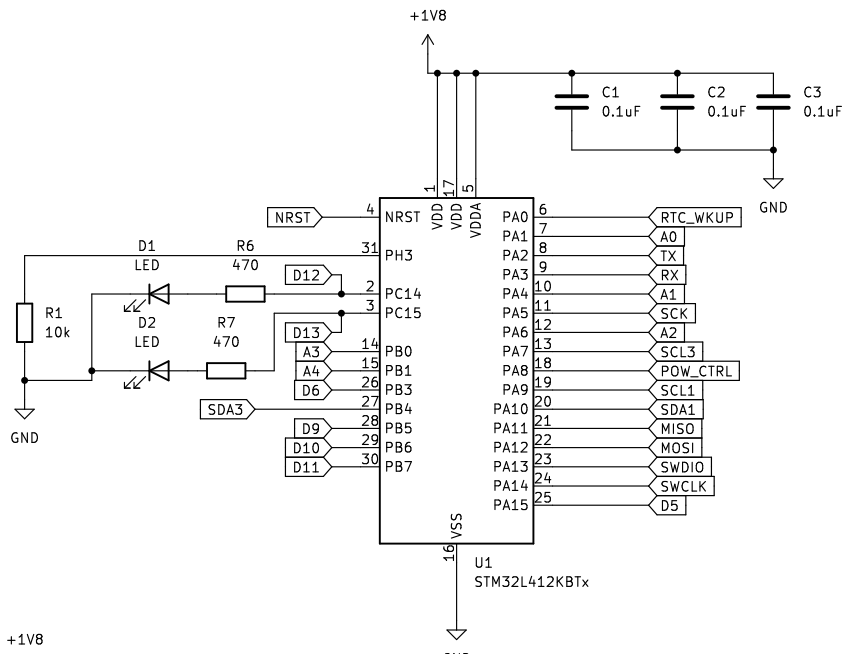 +1V8
C1
0.1uF
C2
0.1uF
C3
0.1uF
GND
1
17
5
VDD
VDD
VDDA
NRST
4
NRST
31
PH3
D1
LED
R6
470
D12
2
PC14
3
PC15
D2
LED
R7
470
D13
R1
10k
GND
A3
14
PB0
A4
15
PB1
D6
26
PB3
SDA3
27
PB4
D9
28
PB5
D10
29
PB6
D11
30
PB7
PA0
6
RTC_WKUP
PA1
7
A0
PA2
8
TX
PA3
9
RX
PA4
10
A1
PA5
11
SCK
PA6
12
A2
PA7
13
SCL3
PA8
18
POW_CTRL
PA9
19
SCL1
PA10
20
SDA1
PA11
21
MISO
PA12
22
MOSI
PA13
23
SWDIO
PA14
24
SWCLK
PA15
25
D5
VSS
16
U1
STM32L412KBTx
+1V8